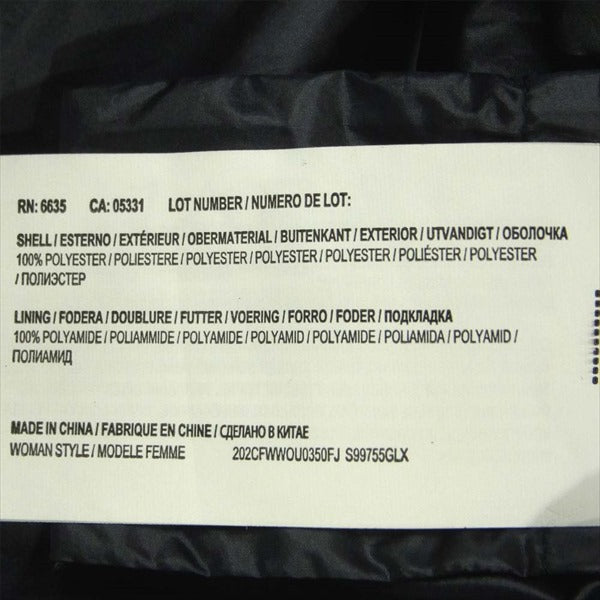 RN: 6635 CA: 05331 LOT NUMBER / NUMERO DE LOT:
SHELL / ESTERNO / EXTÉRIEUR / OBERMATERIAL / BUITENKANT / EXTERIOR / UTVANDIGT / ОБОЛОЧКА
100% POLYESTER / POLIESTERE / POLYESTER / POLYESTER / POLYESTER / POLIÉSTER / POLYESTER
/ ПОЛИЭСТЕР
LINING / FODERA / DOUBLURE / FUTTER / VOERING / FORRO / FODER / ПОДКЛАДКА
100% POLYAMIDE / POLIAMMIDE / POLYAMIDE / POLYAMID / POLYAMIDE / POLIAMIDA / POLYAMID /
ПОЛИАМИД
MADE IN CHINA / FABRIQUE EN CHINE / СДЕЛАНО В КИТАЕ
WOMAN STYLE / MODELE FEMME 202CFWWOU0350FJ S99755GLX